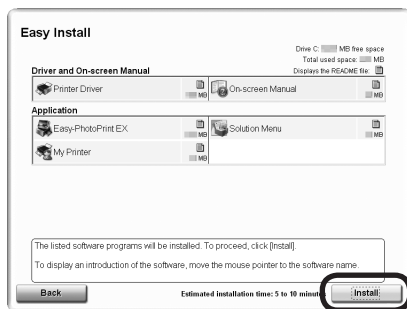 Easy Install
Drive C: MB free space
Total used space: MB
Displays the README file:
Driver and On-screen Manual
Printer Driver MB On-screen Manual MB
Application
Easy-PhotoPrint EX MB Solution Menu MB
My Printer MB
The listed software programs will be installed. To proceed, click [Install].
To display an introduction of the software, move the mouse pointer to the software name.
Back Estimated installation time: 5 to 10 minutes Install